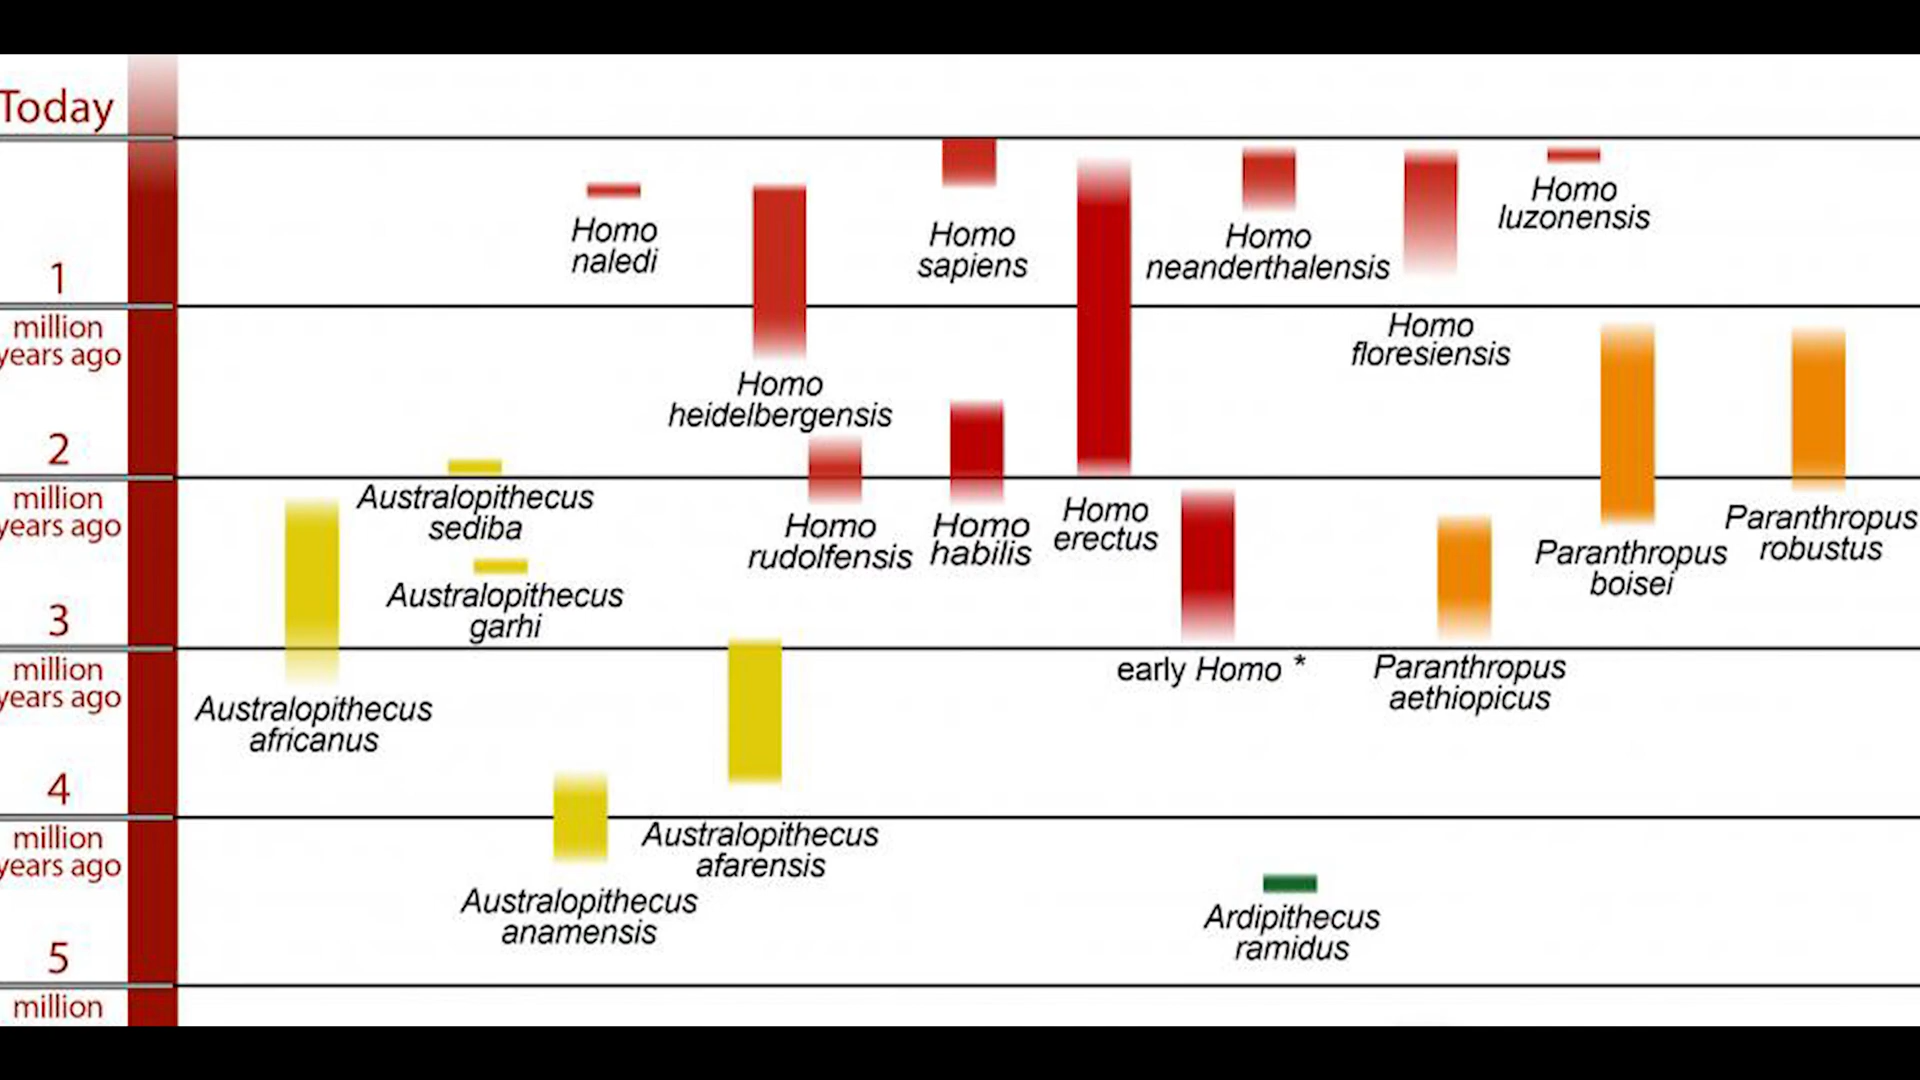 Today
1
million
years ago
2
million
years ago
3
million
years ago
4
million
years ago
5
million
Homo
naledi
Homo
heidelbergensis
Homo
sapiens
Homo
neanderthalensis
Homo
luzonensis
Homo
floresiensis
Australopithecus
sediba
Australopithecus
garhi
Homo
rudolfensis
Homo
habilis
Homo
erectus
Paranthropus
boisei
Paranthropus
robustus
early Homo *
Paranthropus
aethiopicus
Australopithecus
africanus
Australopithecus
afarensis
Australopithecus
anamensis
Ardipithecus
ramidus